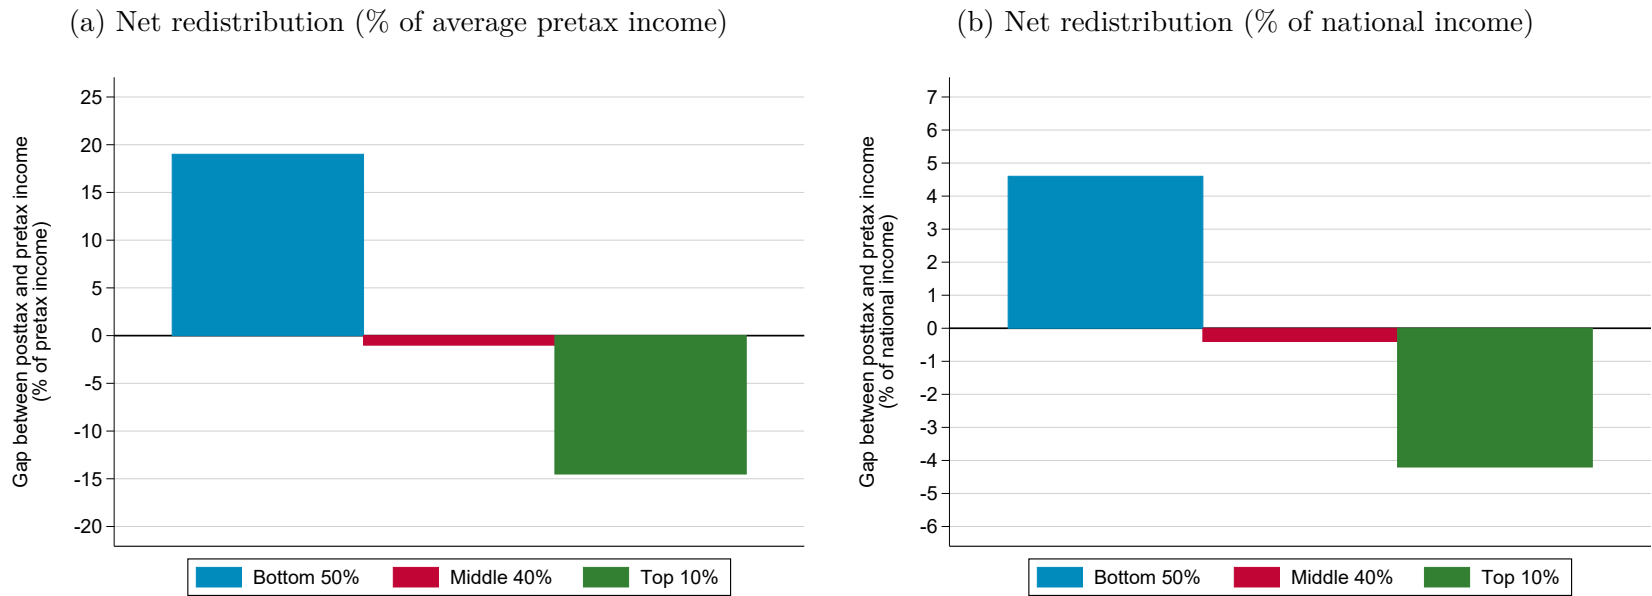 (a) Net redistribution (% of average pretax income)
25
20
15
10
5
0
-5
-10
-15
-20
Gap between posttax and pretax income
(% of pretax income)
Bottom 50%
Middle 40%
Top 10%
(b) Net redistribution (% of national income)
7
6
5
4
3
2
1
0
-1
-2
-3
-4
-5
-6
Gap between posttax and pretax income
(% of national income)
Bottom 50%
Middle 40%
Top 10%